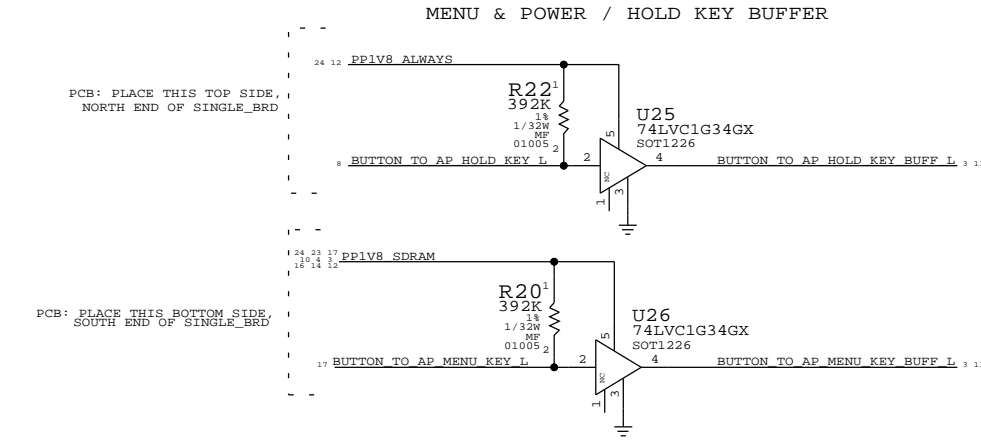 MENU & POWER / HOLD KEY BUFFER
24 12 PP1V8_ALWAYS
PCB: PLACE THIS TOP SIDE,
NORTH END OF SINGLE_BRD
R22 1
392K
1%
1/32W
MF
01005 2
U25
74LVC1G34GX
SOT1226
5
8 BUTTON_TO_AP_HOLD_KEY_L 2 4 BUTTON_TO_AP_HOLD_KEY_BUFF_L 3
NC
1 3
24 23 17
10 4 3 PP1V8_SDRAM
16 14 12
PCB: PLACE THIS BOTTOM SIDE,
SOUTH END OF SINGLE_BRD
R20 1
392K
1%
1/32W
MF
01005 2
U26
74LVC1G34GX
SOT1226
5
17 BUTTON_TO_AP_MENU_KEY_L 2 4 BUTTON_TO_AP_MENU_KEY_BUFF_L 3
NC
1 3